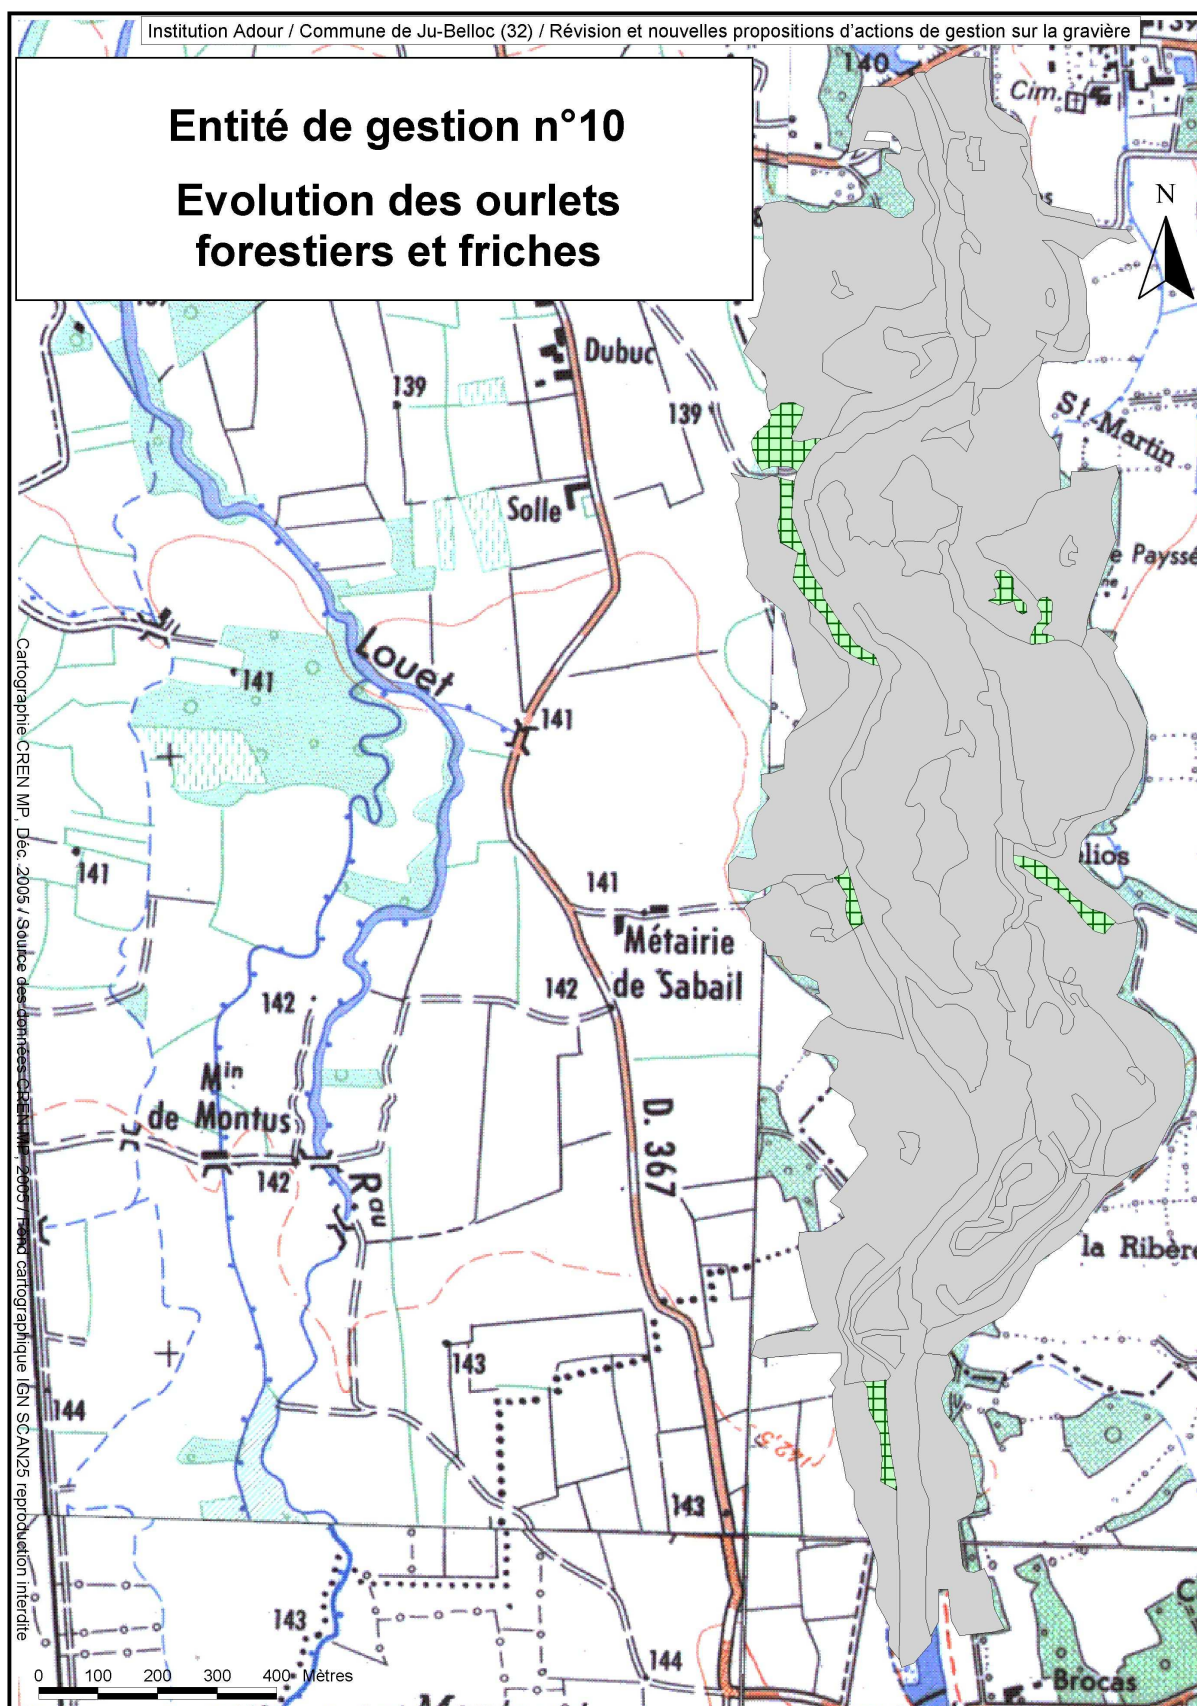 Institution Adour / Commune de Ju-Belloc (32) / Révision et nouvelles propositions d'actions de gestion sur la gravière
Entité de gestion n°10
Evolution des ourlets
forestiers et friches
140
Cim.
N
Dubuc
139
139
St-Martin
Solle
Payssé
Louet
141
141
141
141
élios
Métairie
de Sabail
142
142
Min
de Montus
142
D. 367
Rau
la Ribère
143
144
142,5
143
143
144
Brocas
Cartographie CREN MP, Déc. 2005 / Source des données CREN MP, 2005 / Fond cartographique IGN SCAN25 reproduction interdite
0 100 200 300 400 Mètres